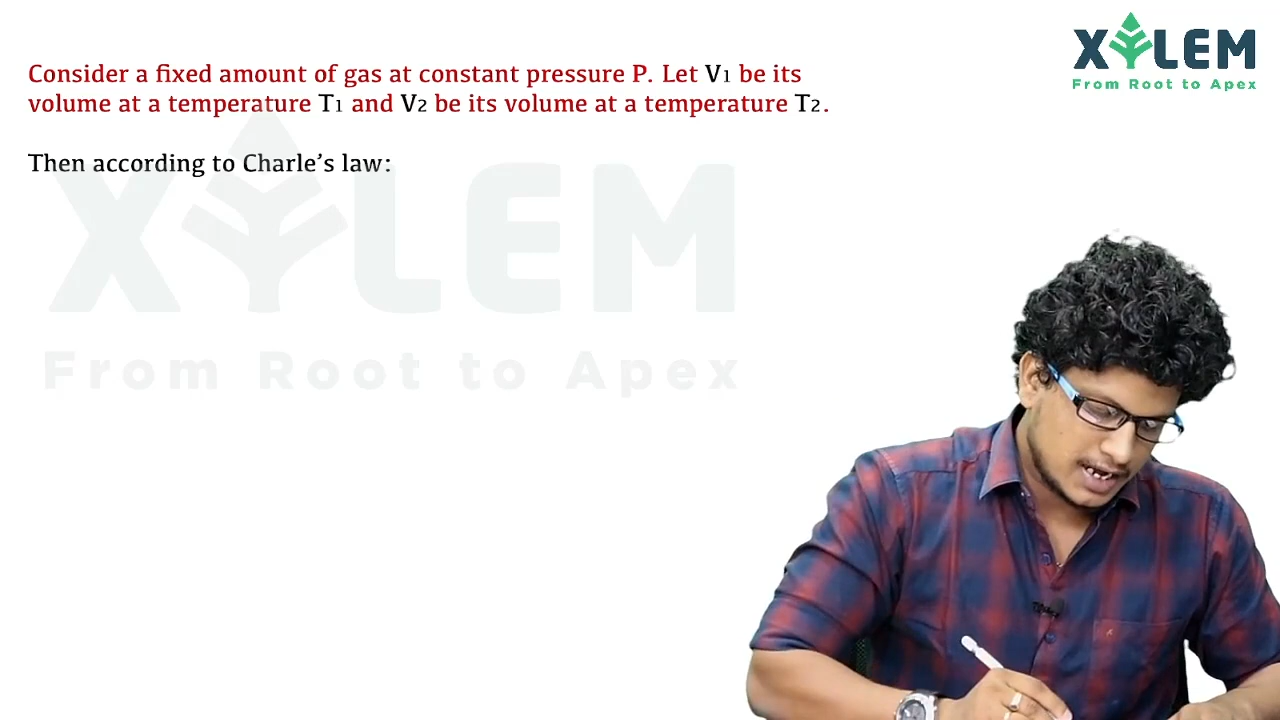 XYLEM
From Root to Apex
Consider a fixed amount of gas at constant pressure P. Let V1 be its
volume at a temperature T1 and V2 be its volume at a temperature T2.
Then according to Charle's law:
XYLEM
From Root to Apex